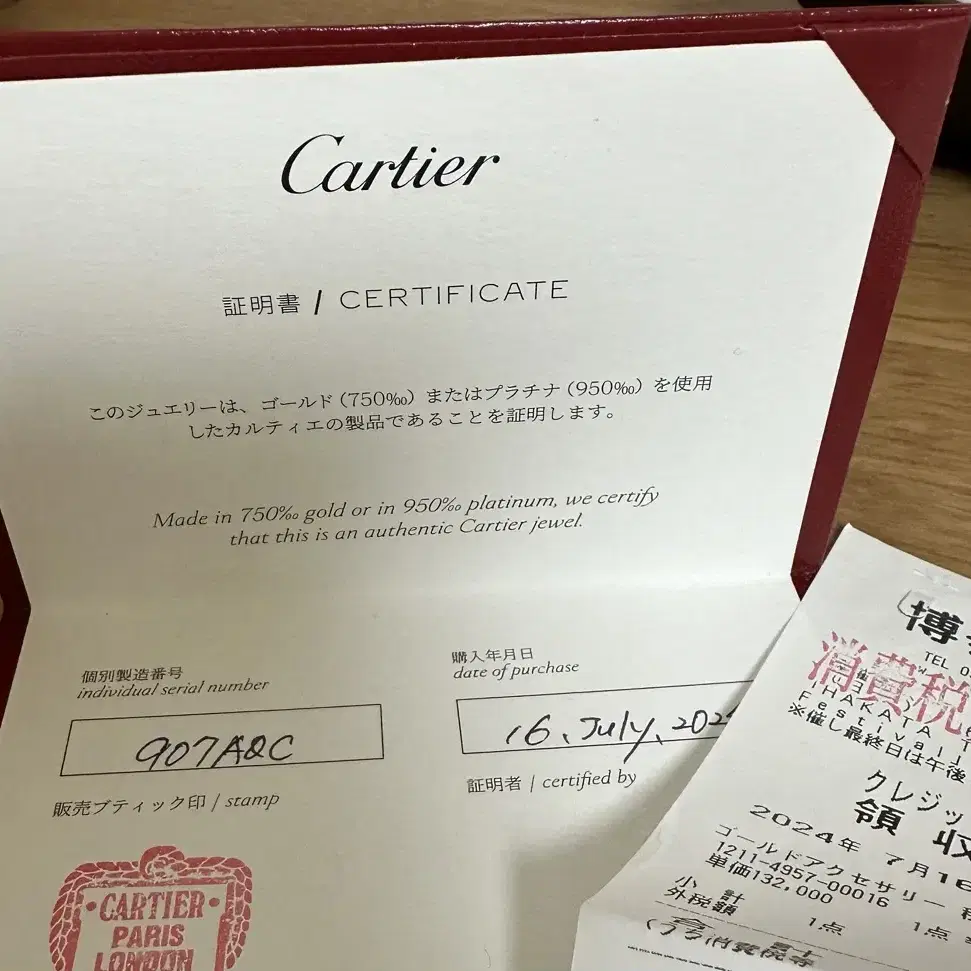 Cartier
証明書 / CERTIFICATE
このジュエリーは、ゴールド（750‰）またはプラチナ（950‰）を使用
したカルティエの製品であることを証明します。
Made in 750‰ gold or in 950‰ platinum, we certify
that this is an authentic Cartier jewel.
個別製造番号
individual serial number
907A&C
販売ブティック印 / stamp
CARTIER
PARIS
LONDON
購入年月日
date of purchase
16, July, 202
証明者 | certified by
博
TEL 0
消費税
FIHAKATA
estival
※催し最終日は午後
クレジッ
領 収
2024年 7月16
ゴールドアクセサリー
1211-4957-00016
単価132,000 1点
小 計 1点
外税額